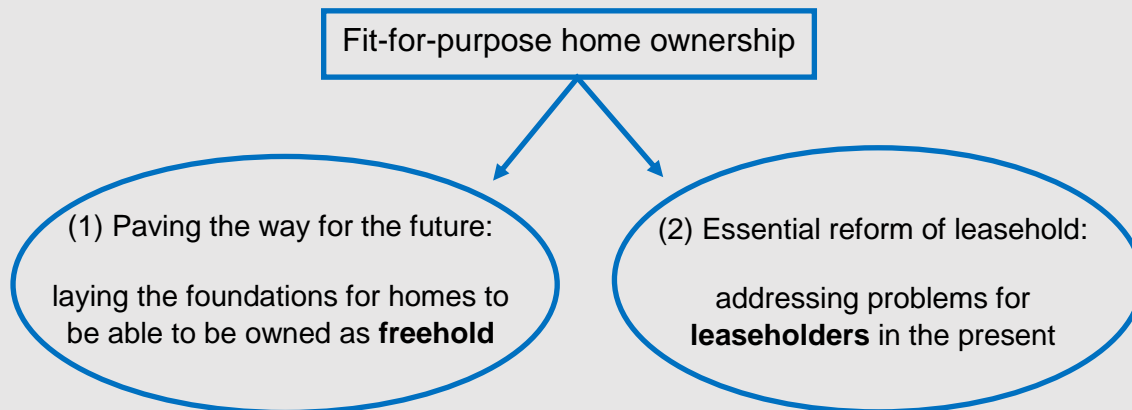 Fit-for-purpose home ownership
(1) Paving the way for the future:
laying the foundations for homes to
be able to be owned as freehold
(2) Essential reform of leasehold:
addressing problems for
leaseholders in the present